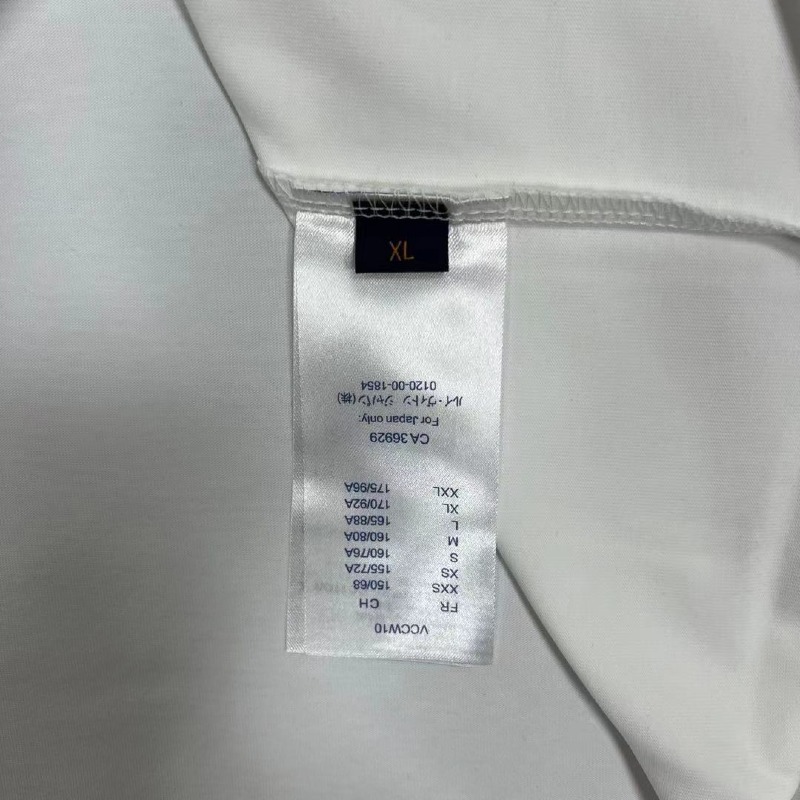 XL
VCCW10
FR CH
XXS 150/68
XS 155/72A
S 160/76A
M 160/80A
L 165/88A
XL 170/92A
XXL 175/96A
CA 36929
For Japan only:
ルイ・ヴィトン ジャパン(株)
0120-00-1854